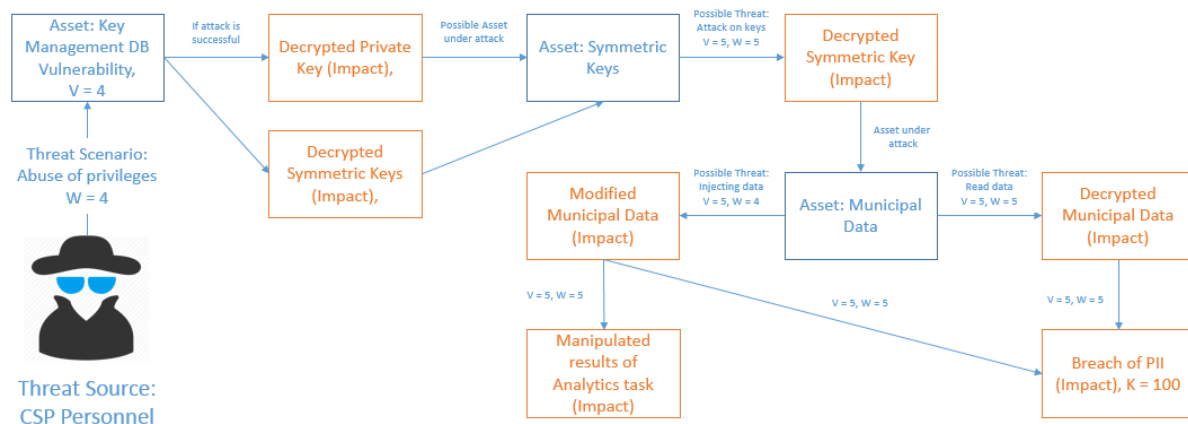 Asset: Key
Management DB
Vulnerability,
V = 4
If attack is
successful
Decrypted Private
Key (Impact),
Possible Asset
under attack
Asset: Symmetric
Keys
Possible Threat:
Attack on keys
V = 5, W = 5
Decrypted
Symmetric Key
(Impact)
Threat Scenario:
Abuse of privileges
W = 4
Decrypted
Symmetric Keys
(Impact),
Asset under
attack
Modified
Municipal Data
(Impact)
Possible Threat:
Injecting data
V = 5, W = 4
Asset: Municipal
Data
Possible Threat:
Read data
V = 5, W = 5
Decrypted
Municipal Data
(Impact)
V = 5, W = 5
V = 5, W = 5
V = 5, W = 5
Manipulated
results of
Analytics task
(Impact)
Breach of PII
(Impact), K = 100
Threat Source:
CSP Personnel